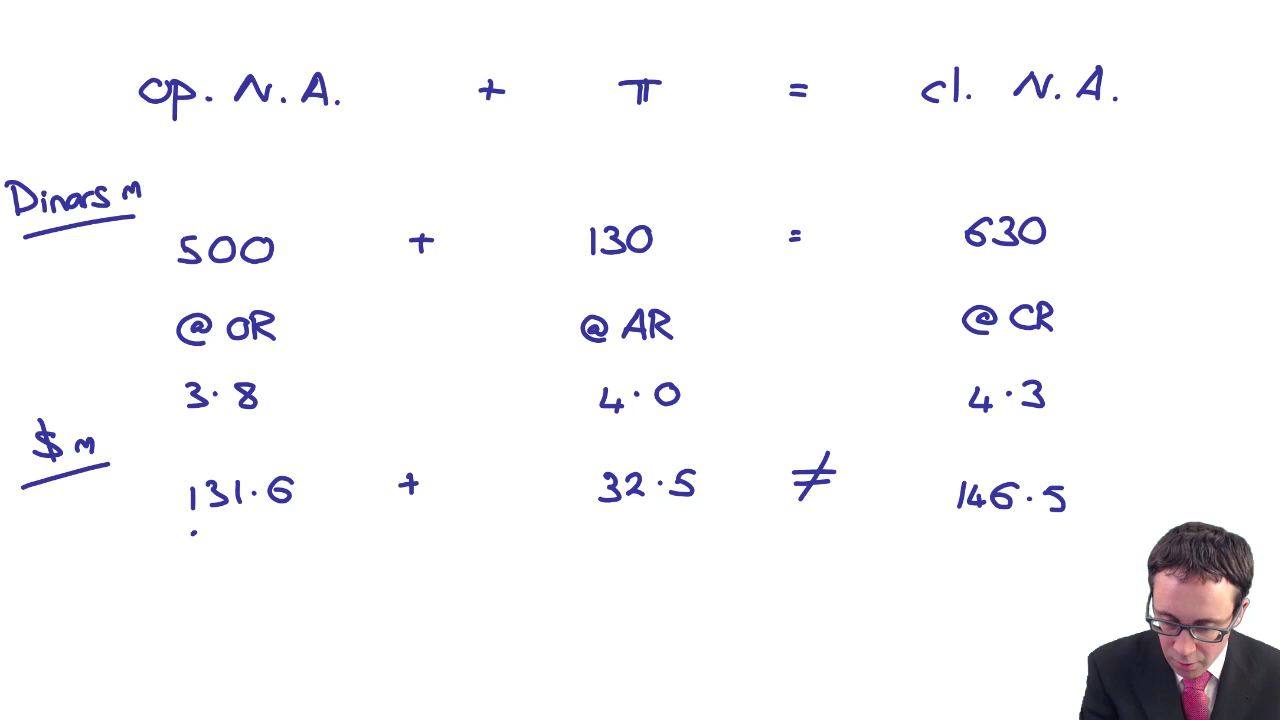 op. N.A. + π = cl. N.A.
Dinars m
500 + 130 = 630
@ OR @ AR @ CR
3.8 4.0 4.3
$m
131.6 + 32.5 ≠ 146.5